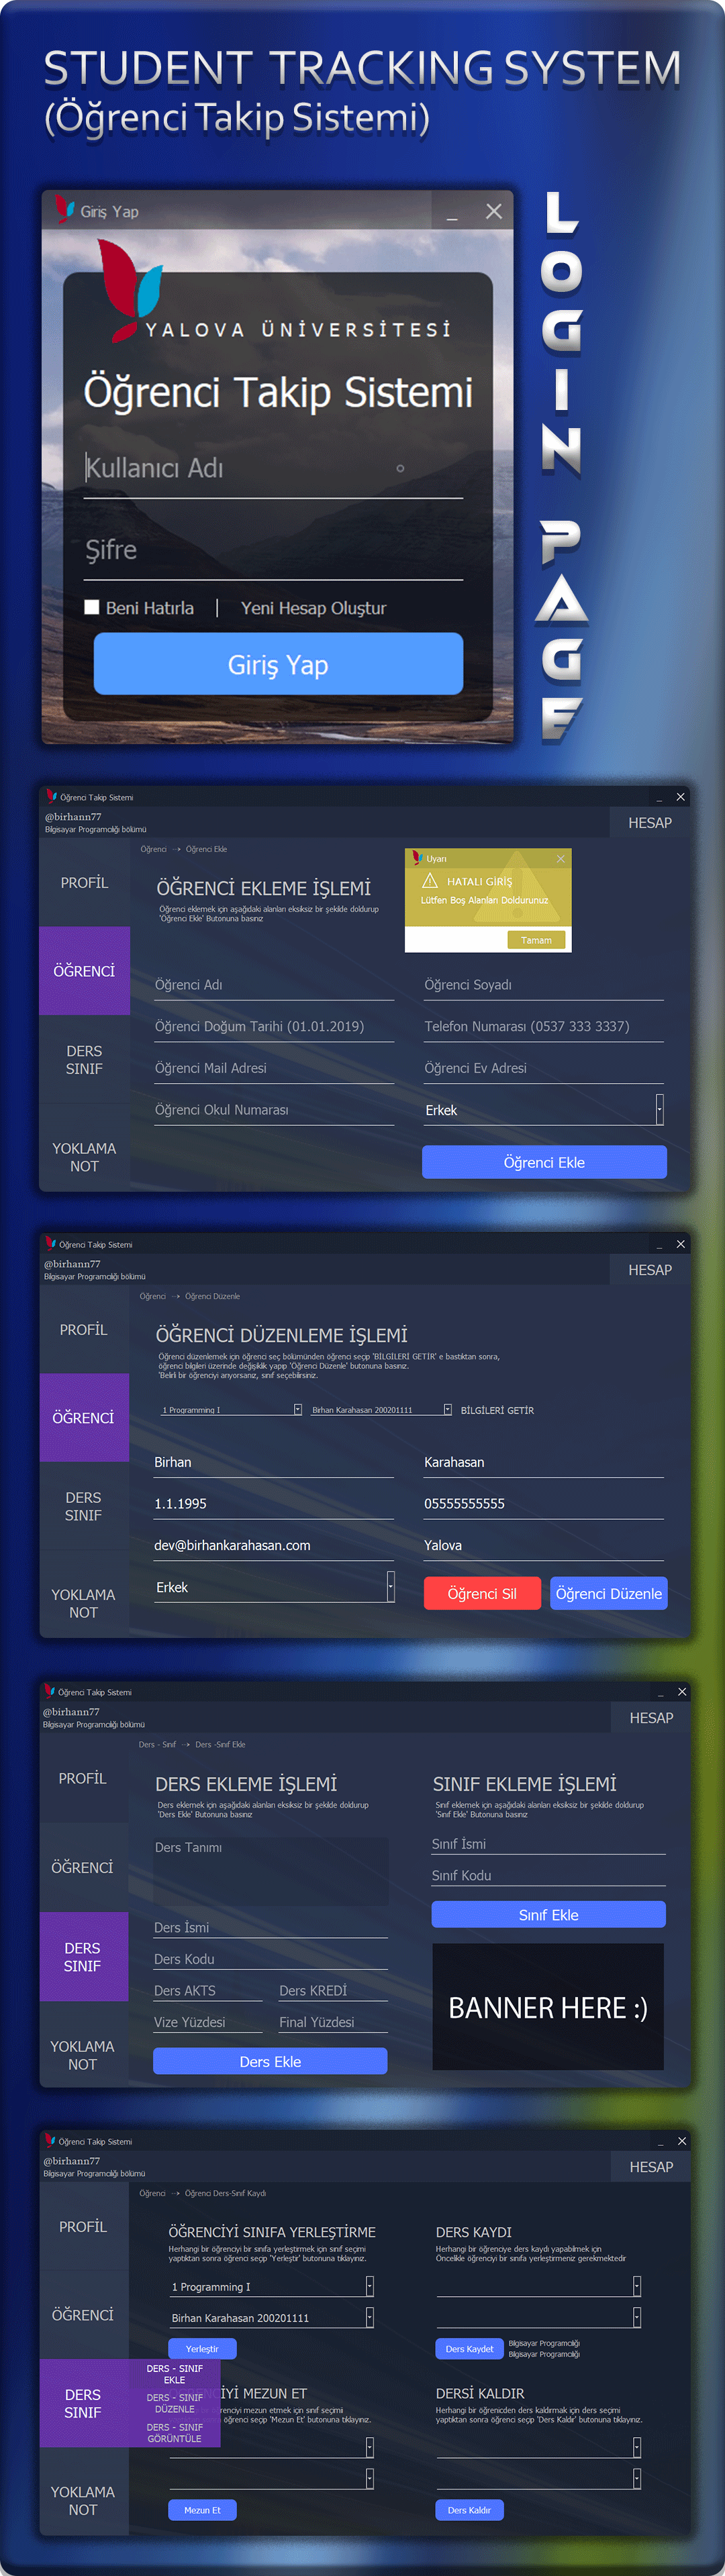 STUDENT TRACKING SYSTEM
(Öğrenci Takip Sistemi)
Giriş Yap
YALOVA ÜNİVERSİTESİ
Öğrenci Takip Sistemi
Kullanıcı Adı
Şifre
Beni Hatırla | Yeni Hesap Oluştur
Giriş Yap
LOGIN PAGE
Öğrenci Takip Sistemi
@birhann77
Bilgisayar Programcılığı bölümü
HESAP
PROFİL
ÖĞRENCİ
DERS
SINIF
YOKLAMA
NOT
Öğrenci → Öğrenci Ekle
ÖĞRENCİ EKLEME İŞLEMİ
Öğrenci eklemek için aşağıdaki alanları eksiksiz bir şekilde doldurup
'Öğrenci Ekle' Butonuna basınız
Uyarı
HATALI GİRİŞ
Lütfen Boş Alanları Doldurunuz
Tamam
Öğrenci Adı
Öğrenci Soyadı
Öğrenci Doğum Tarihi (01.01.2019)
Telefon Numarası (0537 333 3337)
Öğrenci Mail Adresi
Öğrenci Ev Adresi
Öğrenci Okul Numarası
Erkek
Öğrenci Ekle
Öğrenci Takip Sistemi
@birhann77
Bilgisayar Programcılığı bölümü
HESAP
PROFİL
ÖĞRENCİ
DERS
SINIF
YOKLAMA
NOT
Öğrenci → Öğrenci Düzenle
ÖĞRENCİ DÜZENLEME İŞLEMİ
Öğrenci düzenlemek için öğrenci seç bölümünden öğrenci seçip 'BİLGİLERİ GETİR' e bastıktan sonra,
öğrenci bilgileri üzerinde değişiklik yapıp 'Öğrenci Düzenle' butonuna basınız.
'Belirli bir öğrenciyi arıyorsanız, sınıf seçebilirsiniz.
1 Programming I
Birhan Karahasan 200201111
BİLGİLERİ GETİR
Birhan
Karahasan
1.1.1995
05555555555
dev@birhankarahasan.com
Yalova
Erkek
Öğrenci Sil
Öğrenci Düzenle
Öğrenci Takip Sistemi
@birhann77
Bilgisayar Programcılığı bölümü
HESAP
PROFİL
ÖĞRENCİ
DERS
SINIF
YOKLAMA
NOT
Ders - Sınıf → Ders -Sınıf Ekle
DERS EKLEME İŞLEMİ
Ders eklemek için aşağıdaki alanları eksiksiz bir şekilde doldurup
'Ders Ekle' Butonuna basınız
Ders Tanımı
Ders İsmi
Ders Kodu
Ders AKTS
Ders KREDİ
Vize Yüzdesi
Final Yüzdesi
Ders Ekle
SINIF EKLEME İŞLEMİ
Sınıf eklemek için aşağıdaki alanları eksiksiz bir şekilde doldurup
'Sınıf Ekle' Butonuna basınız
Sınıf İsmi
Sınıf Kodu
Sınıf Ekle
BANNER HERE :)
Öğrenci Takip Sistemi
@birhann77
Bilgisayar Programcılığı bölümü
HESAP
PROFİL
ÖĞRENCİ
DERS
SINIF
DERS - SINIF
EKLE
DERS - SINIF
DÜZENLE
DERS - SINIF
GÖRÜNTÜLE
YOKLAMA
NOT
Öğrenci → Öğrenci Ders-Sınıf Kaydı
ÖĞRENCİYİ SINIFA YERLEŞTİRME
Herhangi bir öğrenciyi bir sınıfa yerleştirmek için sınıf seçimi
yaptıktan sonra öğrenci seçip 'Yerleştir' butonuna tıklayınız.
1 Programming I
Birhan Karahasan 200201111
Yerleştir
DERS KAYDI
Herhangi bir öğrenciye ders kaydı yapabilmek için
Öncelikle öğrenciyi bir sınıfa yerleştirmeniz gerekmektedir
Ders Kaydet
Bilgisayar Programcılığı
Bilgisayar Programcılığı
MEZUN ET
öğrenciyi mezun etmek için sınıf seçimi
öğrenci seçip 'Mezun Et' butonuna tıklayınız.
Mezun Et
DERSİ KALDIR
Herhangi bir öğrenicden ders kaldırmak için ders seçimi
yaptıktan sonra öğrenci seçip 'Ders Kaldır' butonuna tıklayınız.
Ders Kaldır